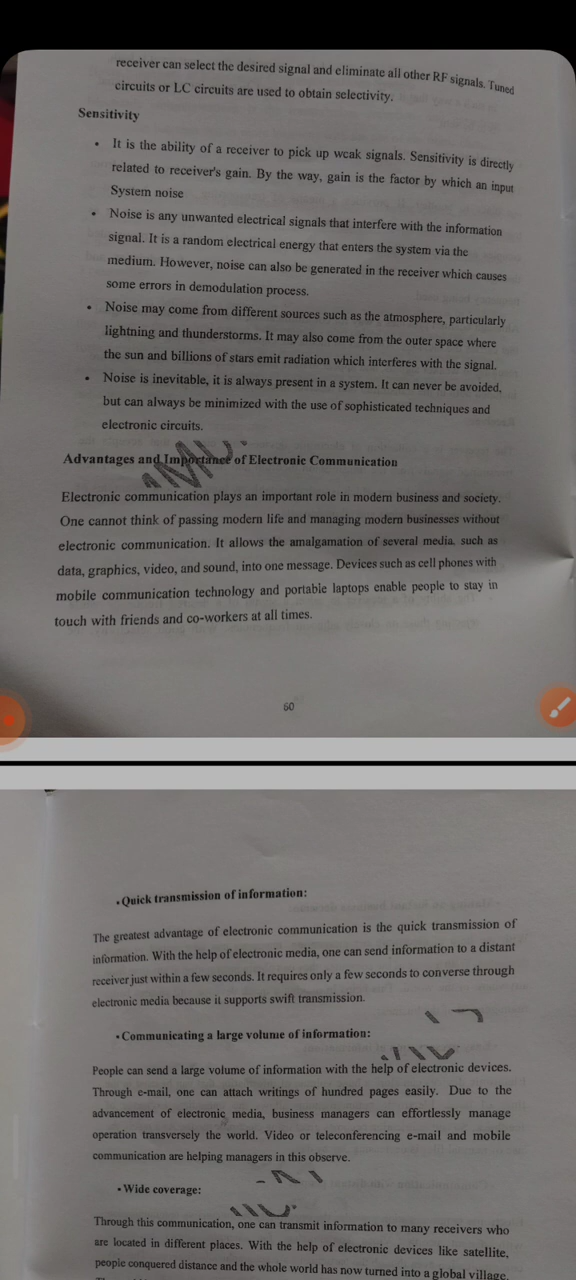 receiver can select the desired signal and eliminate all other RF signals. Tuned
circuits or LC circuits are used to obtain selectivity.
Sensitivity
• It is the ability of a receiver to pick up weak signals. Sensitivity is directly
related to receiver's gain. By the way, gain is the factor by which an input
System noise
• Noise is any unwanted electrical signals that interfere with the information
signal. It is a random electrical energy that enters the system via the
medium. However, noise can also be generated in the receiver which causes
some errors in demodulation process.
• Noise may come from different sources such as the atmosphere, particularly
lightning and thunderstorms. It may also come from the outer space where
the sun and billions of stars emit radiation which interferes with the signal.
• Noise is inevitable, it is always present in a system. It can never be avoided,
but can always be minimized with the use of sophisticated techniques and
electronic circuits.
Advantages and Importance of Electronic Communication
Electronic communication plays an important role in modern business and society.
One cannot think of passing modern life and managing modern businesses without
electronic communication. It allows the amalgamation of several media, such as
data, graphics, video, and sound, into one message. Devices such as cell phones with
mobile communication technology and portable laptops enable people to stay in
touch with friends and co-workers at all times.
60
• Quick transmission of information:
The greatest advantage of electronic communication is the quick transmission of
information. With the help of electronic media, one can send information to a distant
receiver just within a few seconds. It requires only a few seconds to converse through
electronic media because it supports swift transmission.
• Communicating a large volume of information:
People can send a large volume of information with the help of electronic devices.
Through e-mail, one can attach writings of hundred pages easily. Due to the
advancement of electronic media, business managers can effortlessly manage
operation transversely the world. Video or teleconferencing e-mail and mobile
communication are helping managers in this observe.
• Wide coverage:
Through this communication, one can transmit information to many receivers who
are located in different places. With the help of electronic devices like satellite,
people conquered distance and the whole world has now turned into a global village.